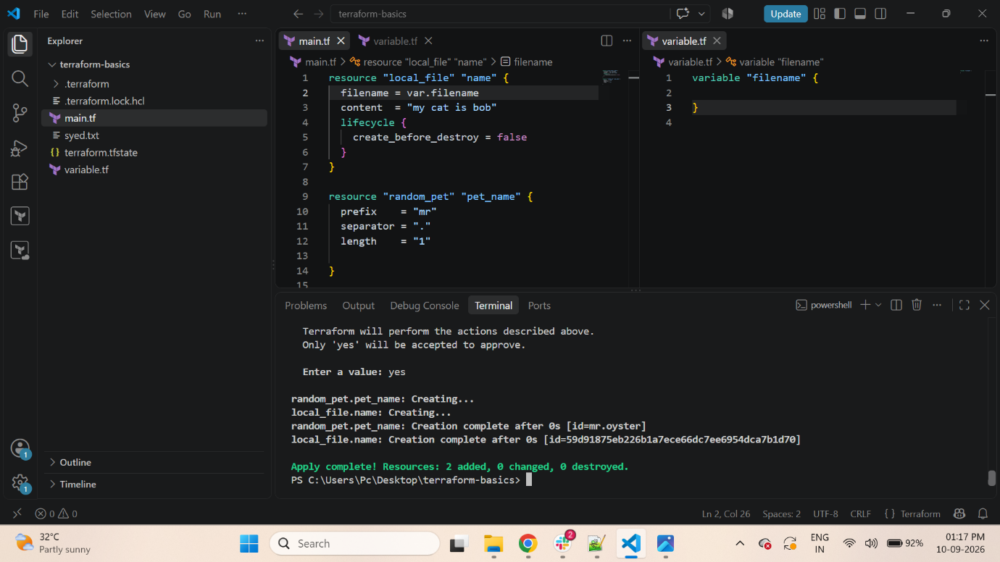 File Edit Selection View Go Run ··· terraform-basics Update
Explorer ···
terraform-basics
.terraform
.terraform.lock.hcl
main.tf
syed.txt
terraform.tfstate
variable.tf
Outline
Timeline
main.tf variable.tf
main.tf > resource "local_file" "name" > filename
1 resource "local_file" "name" {
2 filename = var.filename
3 content = "my cat is bob"
4 lifecycle {
5 create_before_destroy = false
6 }
7 }
8
9 resource "random_pet" "pet_name" {
10 prefix = "mr"
11 separator = "."
12 length = "1"
13
14 }
15
variable.tf
variable.tf > variable "filename"
1 variable "filename" {
2
3 }
4
Problems Output Debug Console Terminal Ports powershell
Terraform will perform the actions described above.
Only 'yes' will be accepted to approve.
Enter a value: yes
random_pet.pet_name: Creating...
local_file.name: Creating...
random_pet.pet_name: Creation complete after 0s [id=mr.oyster]
local_file.name: Creation complete after 0s [id=59d91875eb226b1a7ece66dc7ee6954dca7b1d70]
Apply complete! Resources: 2 added, 0 changed, 0 destroyed.
PS C:\Users\Pc\Desktop\terraform-basics>
1
1
0 0 Ln 2, Col 26 Spaces: 2 UTF-8 CRLF { } Terraform
32°C
Partly sunny
Search
2
ENG
IN
92%
01:17 PM
10-09-2026